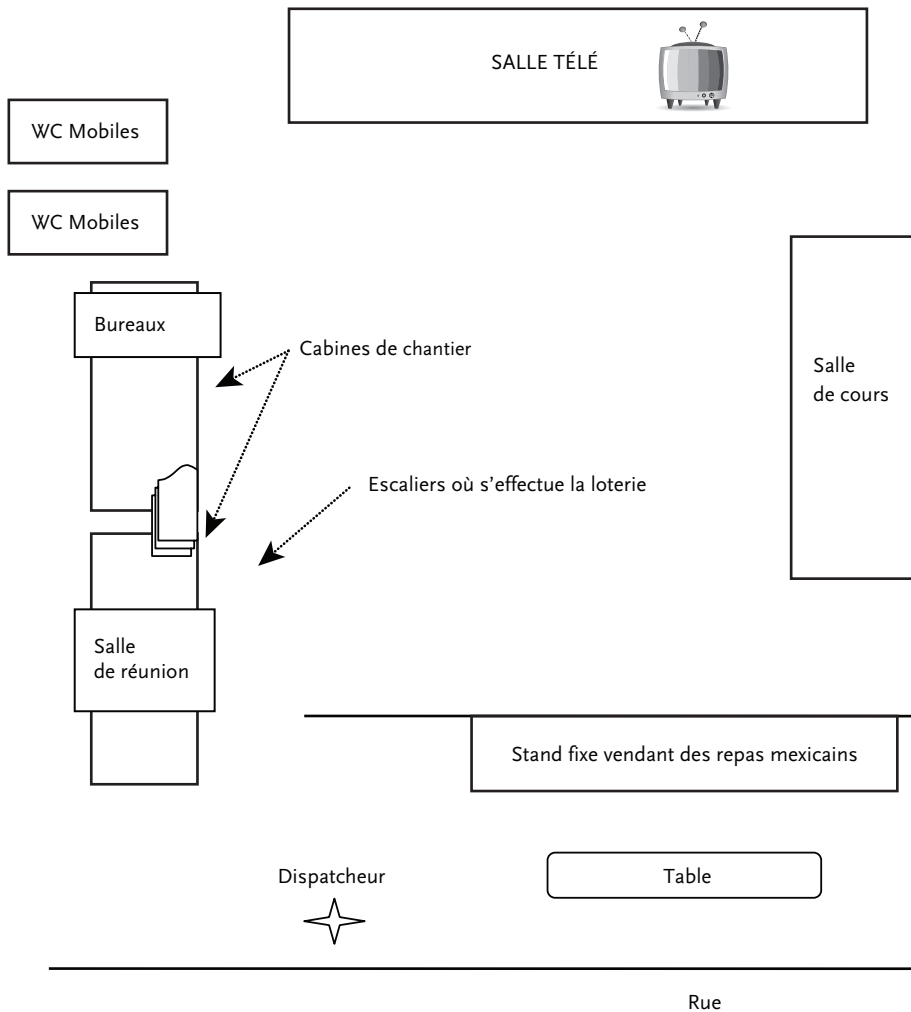 SALLE TÉLÉ
WC Mobiles
WC Mobiles
Bureaux
Cabines de chantier
Salle
de cours
Escaliers où s'effectue la loterie
Salle
de réunion
Stand fixe vendant des repas mexicains
Dispatcheur
Table
Rue